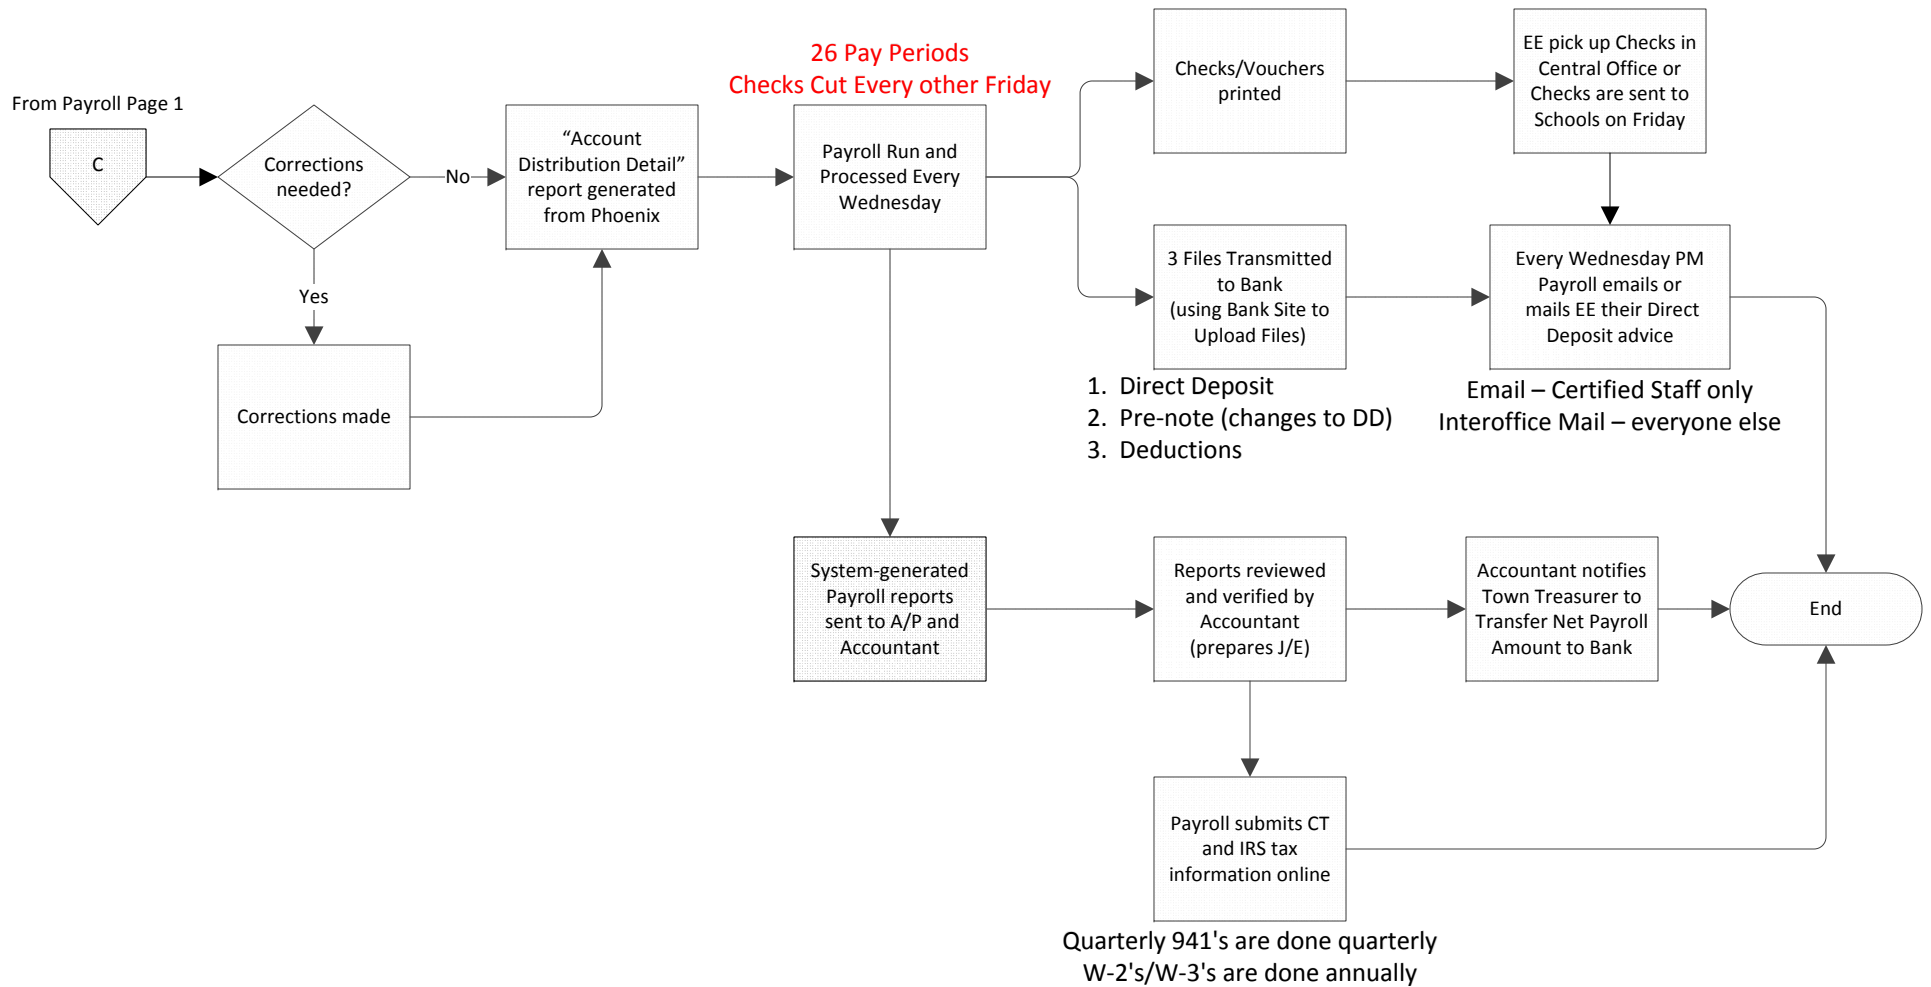 From Payroll Page 1
C
Corrections
needed?
No
Yes
Corrections made
“Account
Distribution Detail”
report generated
from Phoenix
26 Pay Periods
Checks Cut Every other Friday
Payroll Run and
Processed Every
Wednesday
Checks/Vouchers
printed
EE pick up Checks in
Central Office or
Checks are sent to
Schools on Friday
3 Files Transmitted
to Bank
(using Bank Site to
Upload Files)
1. Direct Deposit
2. Pre-note (changes to DD)
3. Deductions
Every Wednesday PM
Payroll emails or
mails EE their Direct
Deposit advice
Email – Certified Staff only
Interoffice Mail – everyone else
System-generated
Payroll reports
sent to A/P and
Accountant
Reports reviewed
and verified by
Accountant
(prepares J/E)
Accountant notifies
Town Treasurer to
Transfer Net Payroll
Amount to Bank
End
Payroll submits CT
and IRS tax
information online
Quarterly 941's are done quarterly
W-2's/W-3's are done annually